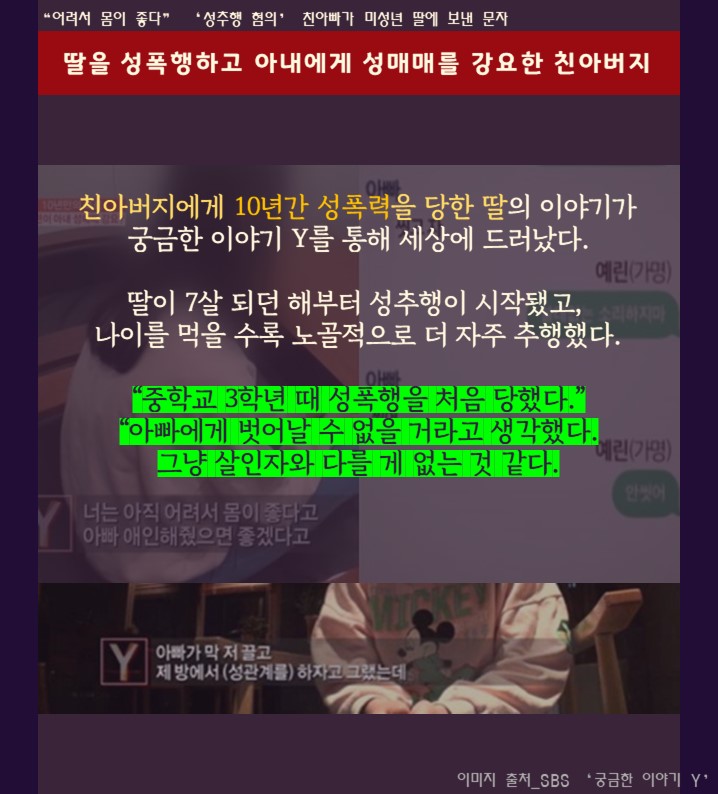 “어려서 몸이 좋다” ‘성추행 혐의’ 친아빠가 미성년 딸에 보낸 문자
딸을 성폭행하고 아내에게 성매매를 강요한 친아버지
친아버지에게 10년간 성폭력을 당한 딸의 이야기가
궁금한 이야기 Y를 통해 세상에 드러났다.
딸이 7살 되던 해부터 성추행이 시작됐고,
나이를 먹을 수록 노골적으로 더 자주 추행했다.
아빠
예린(가명)
소리하지마
아빠
“중학교 3학년 때 성폭행을 처음 당했다.”
“아빠에게 벗어날 수 없을 거라고 생각했다.
그냥 살인자와 다를 게 없는 것 같다.
예린(가명)
안씻어
Y 너는 아직 어려서 몸이 좋다고
아빠 애인해줬으면 좋겠다고
MICKEY
Y 아빠가 막 저 끌고
제 방에서 (성관계를) 하자고 그랬는데
이미지 출처_SBS ‘궁금한 이야기 Y’